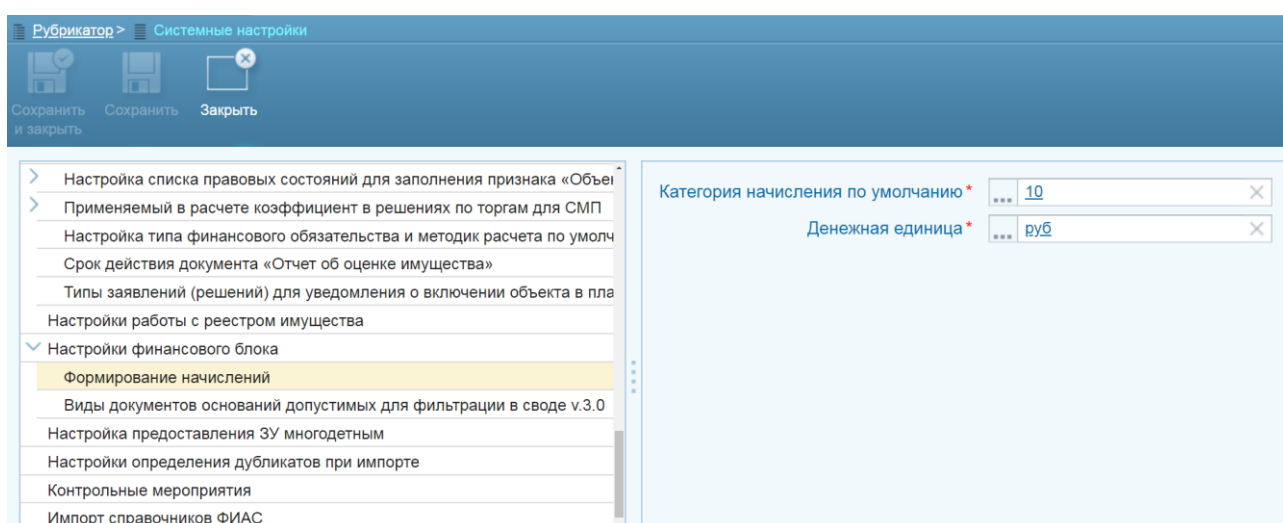 Рубрикатор > Системные настройки
Сохранить и закрыть
Сохранить
Закрыть
Настройка списка правовых состояний для заполнения признака «Объек
Применяемый в расчете коэффициент в решениях по торгам для СМП
Настройка типа финансового обязательства и методик расчета по умолч
Срок действия документа «Отчет об оценке имущества»
Типы заявлений (решений) для уведомления о включении объекта в пла
Настройки работы с реестром имущества
Настройки финансового блока
Формирование начислений
Виды документов оснований допустимых для фильтрации в своде v.3.0
Настройка предоставления ЗУ многодетным
Настройки определения дубликатов при импорте
Контрольные мероприятия
Импорт справочников ФИАС
Категория начисления по умолчанию * ... 10
Денежная единица * ... руб